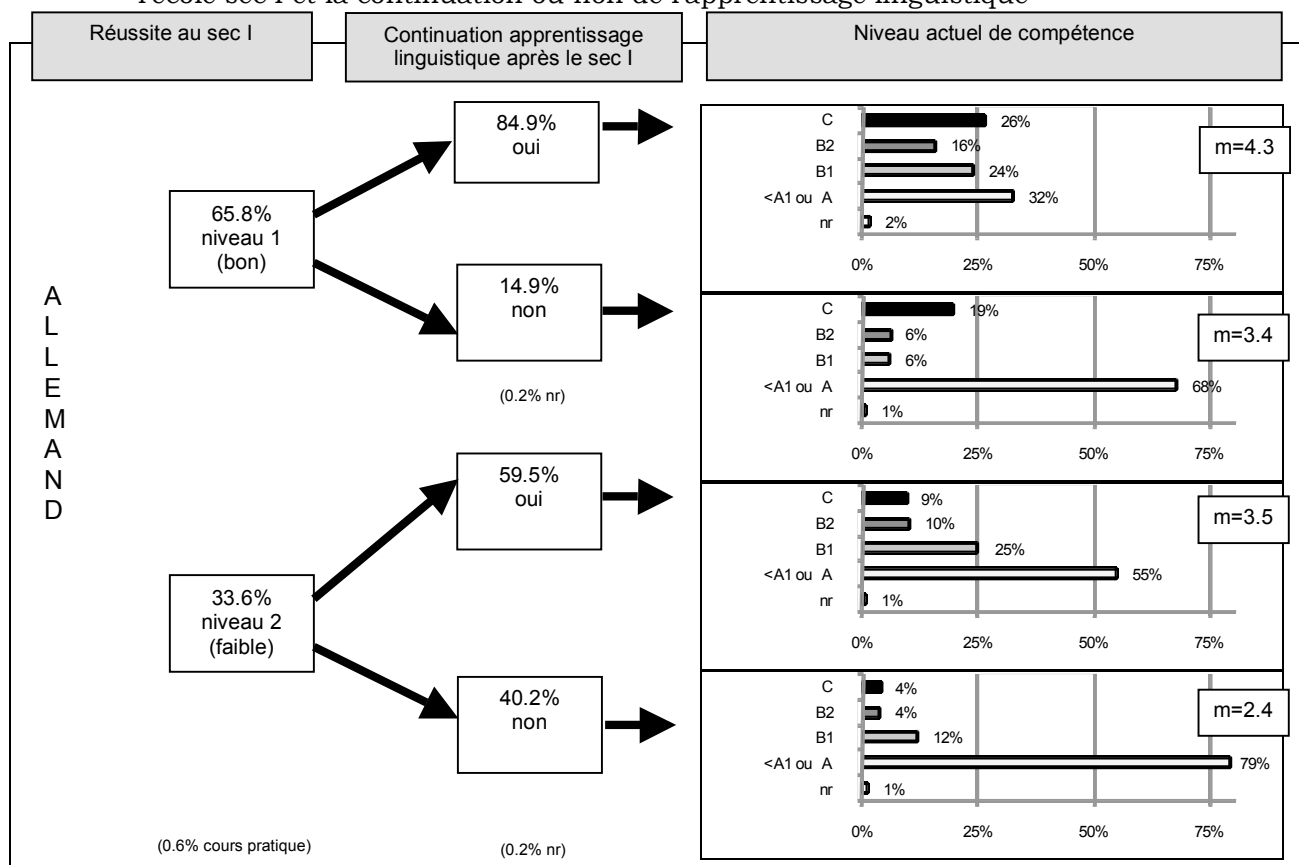 l'école sec I et la continuation ou non de l'apprentissage linguistique
Réussite au sec I
Continuation apprentissage
linguistique après le sec I
Niveau actuel de compétence
A
L
L
E
M
A
N
D
65.8%
niveau 1
(bon)
84.9%
oui
C 26%
B2 16%
B1 24%
<A1 ou A 32%
nr 2%
0% 25% 50% 75%
m=4.3
14.9%
non
(0.2% nr)
C 19%
B2 6%
B1 6%
<A1 ou A 68%
nr 1%
0% 25% 50% 75%
m=3.4
33.6%
niveau 2
(faible)
59.5%
oui
C 9%
B2 10%
B1 25%
<A1 ou A 55%
nr 1%
0% 25% 50% 75%
m=3.5
40.2%
non
C 4%
B2 4%
B1 12%
<A1 ou A 79%
nr 1%
0% 25% 50% 75%
m=2.4
(0.6% cours pratique)
(0.2% nr)